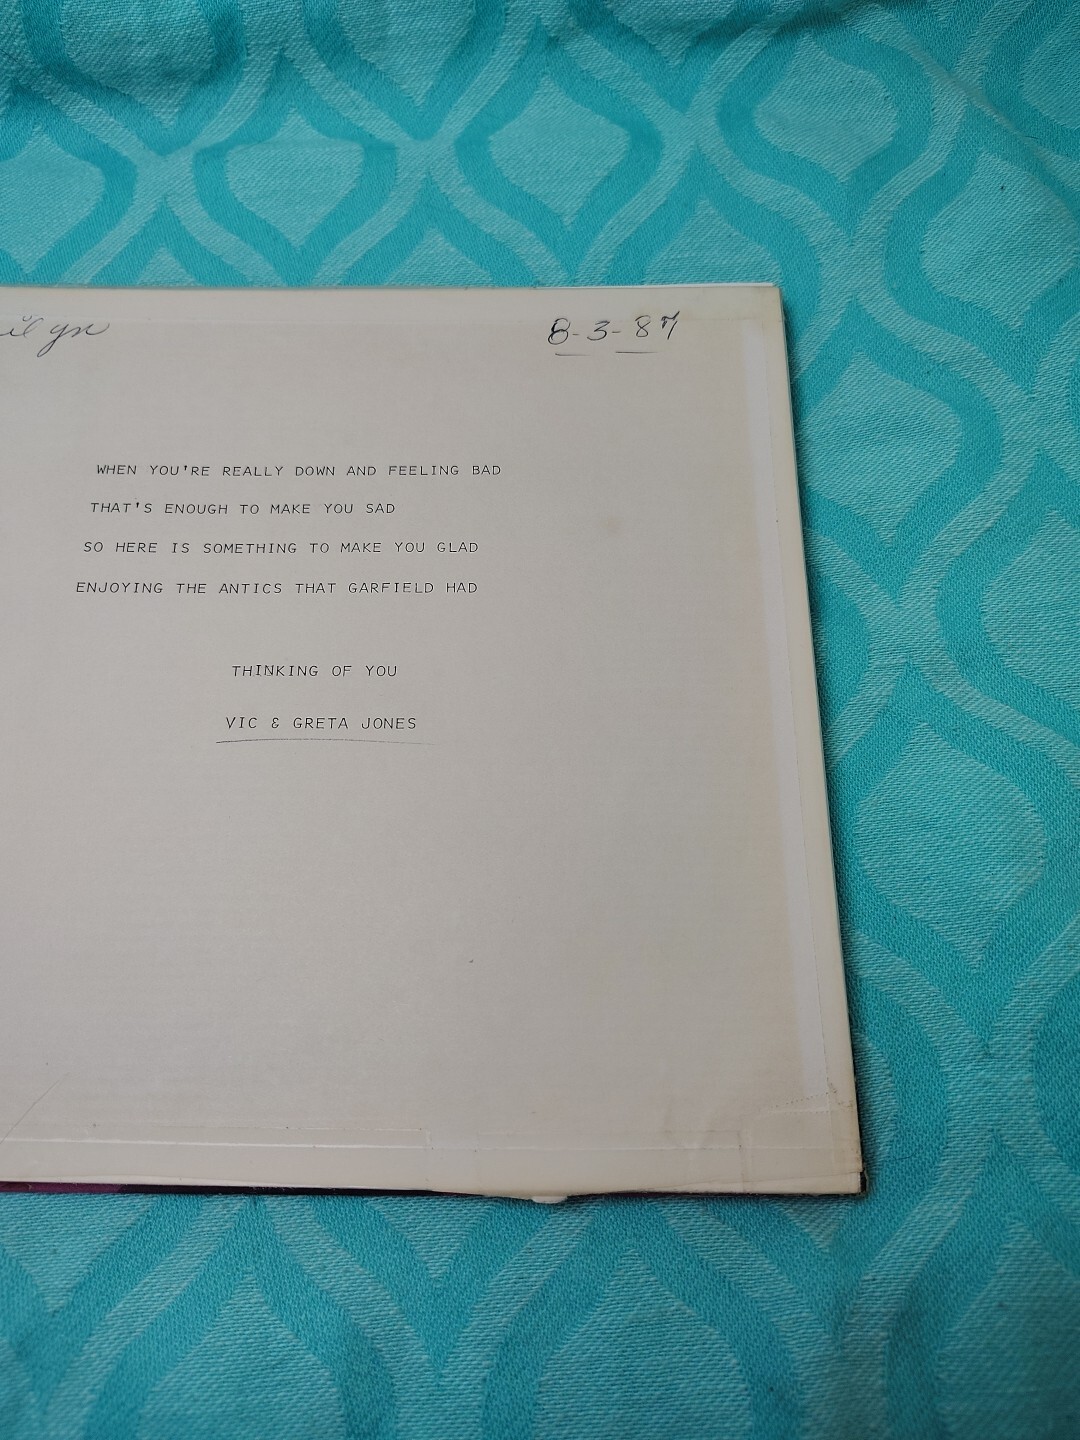 8-3-87
WHEN YOU'RE REALLY DOWN AND FEELING BAD
THAT'S ENOUGH TO MAKE YOU SAD
SO HERE IS SOMETHING TO MAKE YOU GLAD
ENJOYING THE ANTICS THAT GARFIELD HAD
THINKING OF YOU
VIC & GRETA JONES